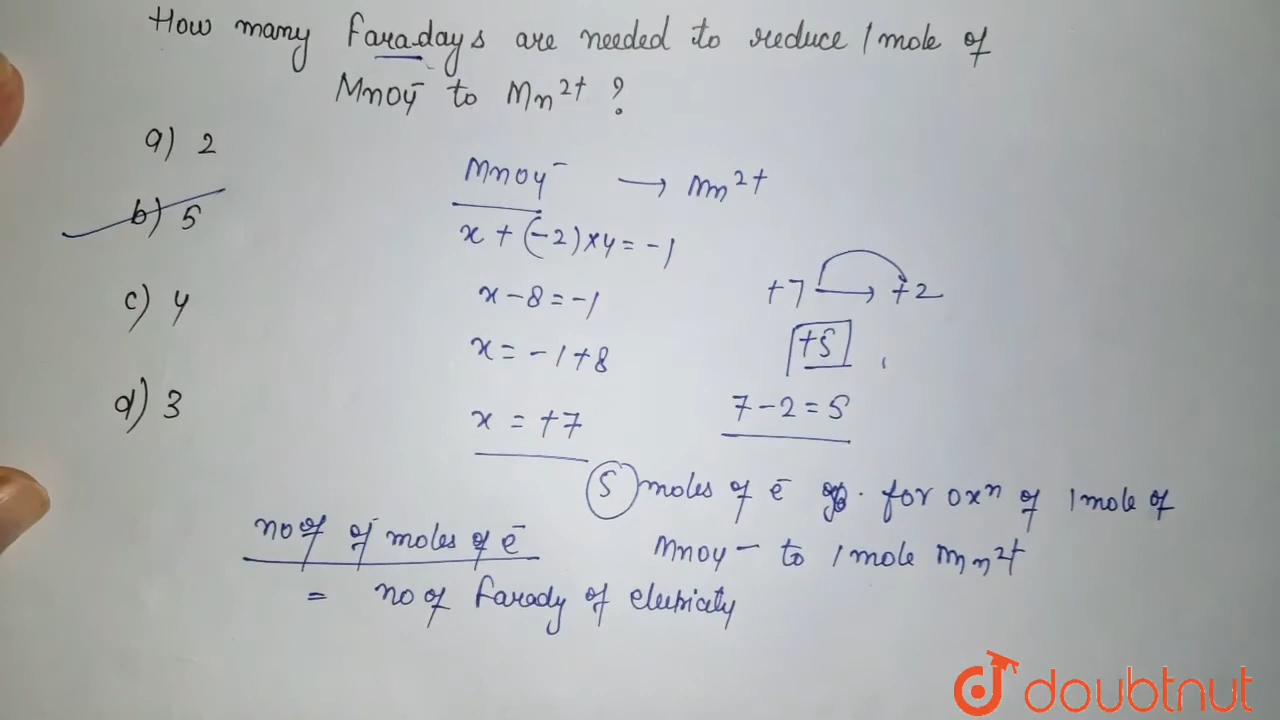 How many Faradays are needed to reduce 1 mole of
MnO4⁻ to Mn²⁺ ?
a) 2
b) 5
c) 4
d) 3
MnO4⁻ → Mn²⁺
x + (-2)×4 = -1
x - 8 = -1
x = -1 + 8
x = +7
+7 → +2
+5
7 - 2 = 5
5 moles of e⁻ for oxⁿ of 1 mole of
MnO4⁻ to 1 mole Mn²⁺
no of of moles of e⁻
= no of Farady of electricity
doubtnut